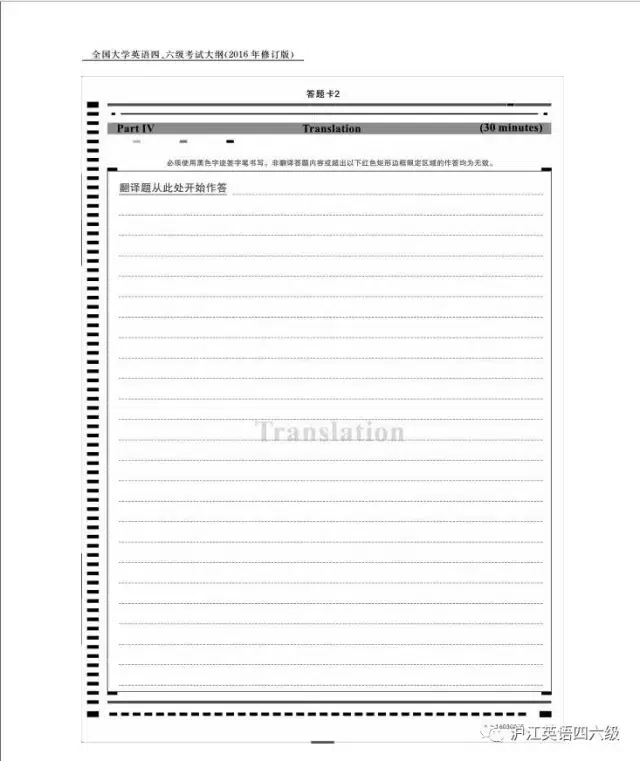 全国大学英语四、六级考试大纲(2016年修订版)
答题卡2
Part IV Translation (30 minutes)
必须使用黑色字迹签字笔书写，非翻译答题内容或超出以下红色矩形边框限定区域的作答均为无效。
翻译题从此处开始作答
Translation
沪江英语四六级